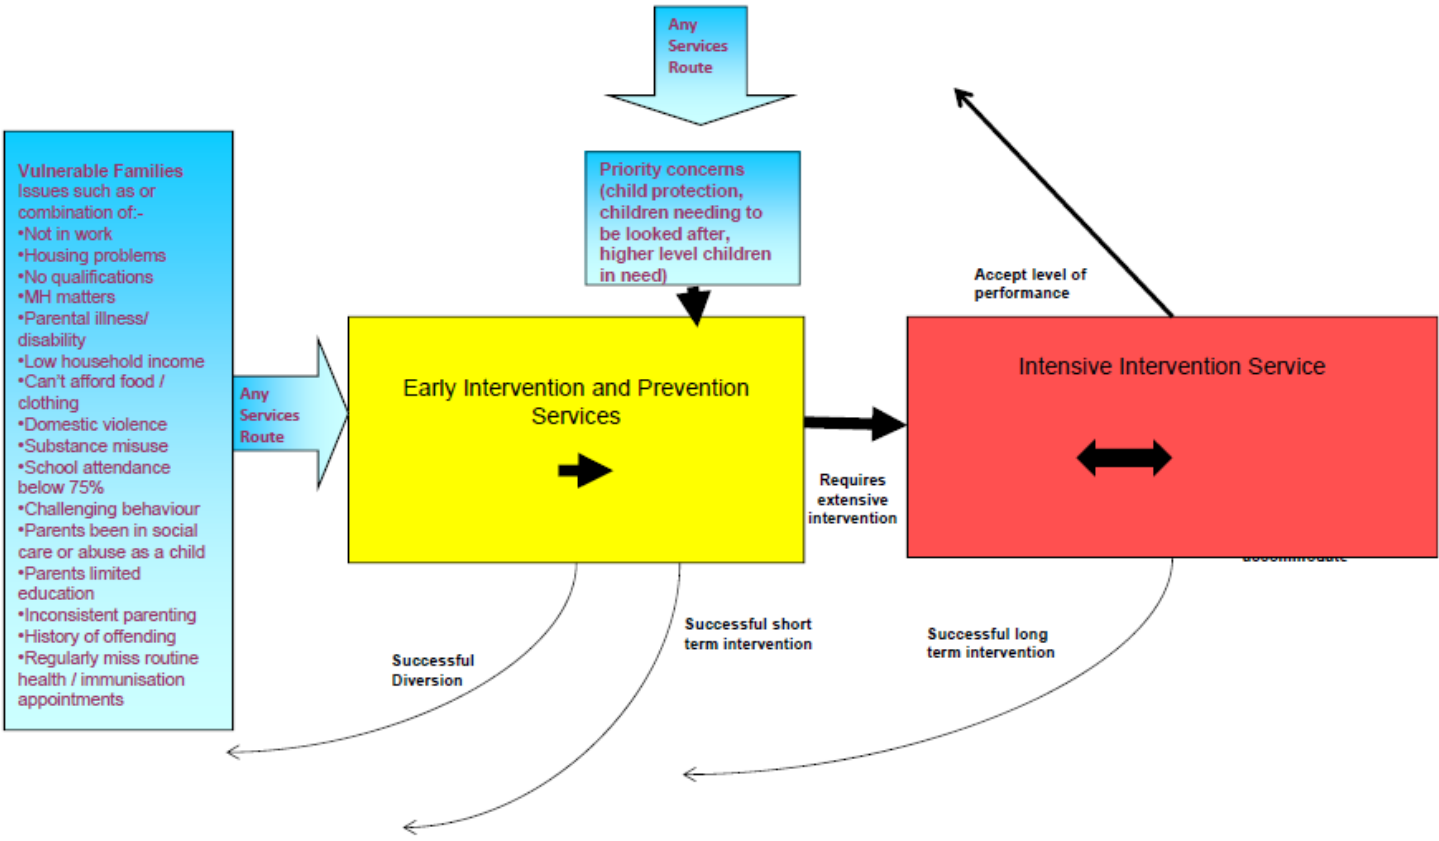 Any
Services
Route
Priority concerns
(child protection,
children needing to
be looked after,
higher level children
in need)
Vulnerable Families
Issues such as or
combination of:-
•Not in work
•Housing problems
•No qualifications
•MH matters
•Parental illness/
disability
•Low household income
•Can't afford food /
clothing
•Domestic violence
•Substance misuse
•School attendance
below 75%
•Challenging behaviour
•Parents been in social
care or abuse as a child
•Parents limited
education
•Inconsistent parenting
•History of offending
•Regularly miss routine
health / immunisation
appointments
Any
Services
Route
Early Intervention and Prevention
Services
Requires
extensive
intervention
Accept level of
performance
Intensive Intervention Service
accommodate
Successful
Diversion
Successful short
term intervention
Successful long
term intervention